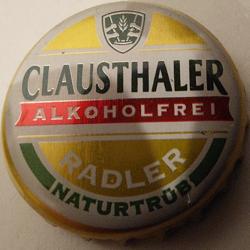 CLAUSTHALER
ALKOHOLFREI
RADLER
NATURTRÜB